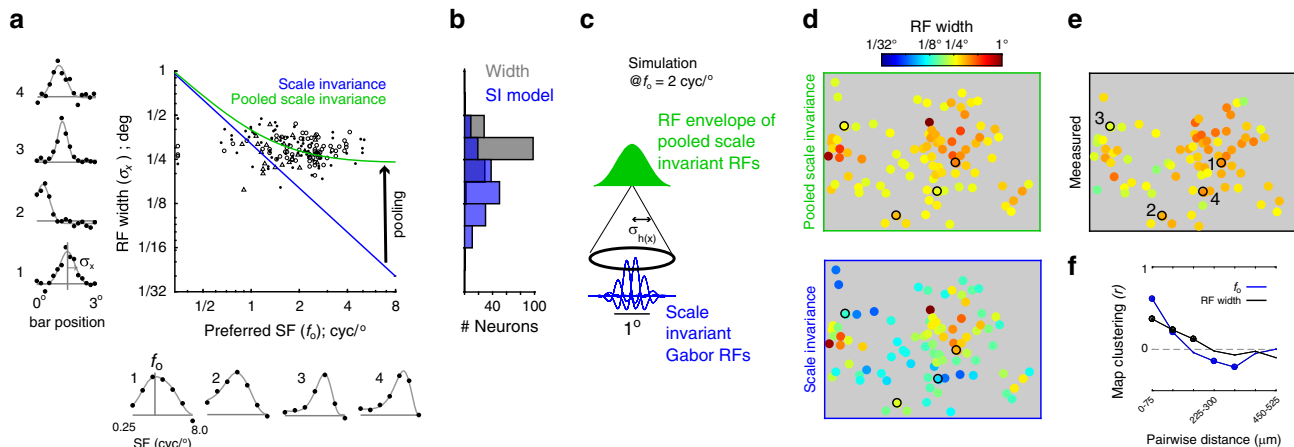 a
4
3
2
1
σx
0° 3°
bar position
RF width (σx) ; deg
1
1/2
1/4
1/8
1/16
1/32
Scale invariance
Pooled scale invariance
pooling
1/2 1 2 4 8
Preferred SF (fo); cyc/°
fo
1 2 3 4
0.25 8.0
SF (cyc/°)
b
Width
SI model
40 100
# Neurons
c
Simulation
@fo = 2 cyc/°
RF envelope of
pooled scale
invariant RFs
σh(x)
1°
Scale
invariant
Gabor RFs
d
RF width
1/32° 1/8° 1/4° 1°
Pooled scale invariance
Scale invariance
e
Measured
3
1
4
2
f
Map clustering (r)
1
0
fo
RF width
0-75 225-300 450-525
Pairwise distance (μm)